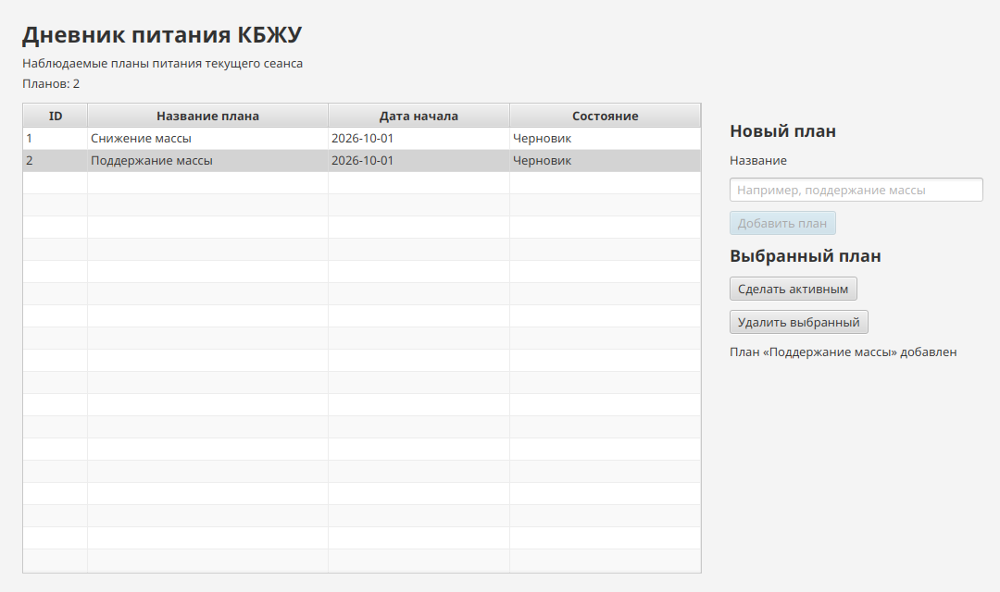 Дневник питания КБЖУ
Наблюдаемые планы питания текущего сеанса
Планов: 2
ID Название плана Дата начала Состояние
1 Снижение массы 2026-10-01 Черновик
2 Поддержание массы 2026-10-01 Черновик
Новый план
Название
Например, поддержание массы
Добавить план
Выбранный план
Сделать активным
Удалить выбранный
План «Поддержание массы» добавлен